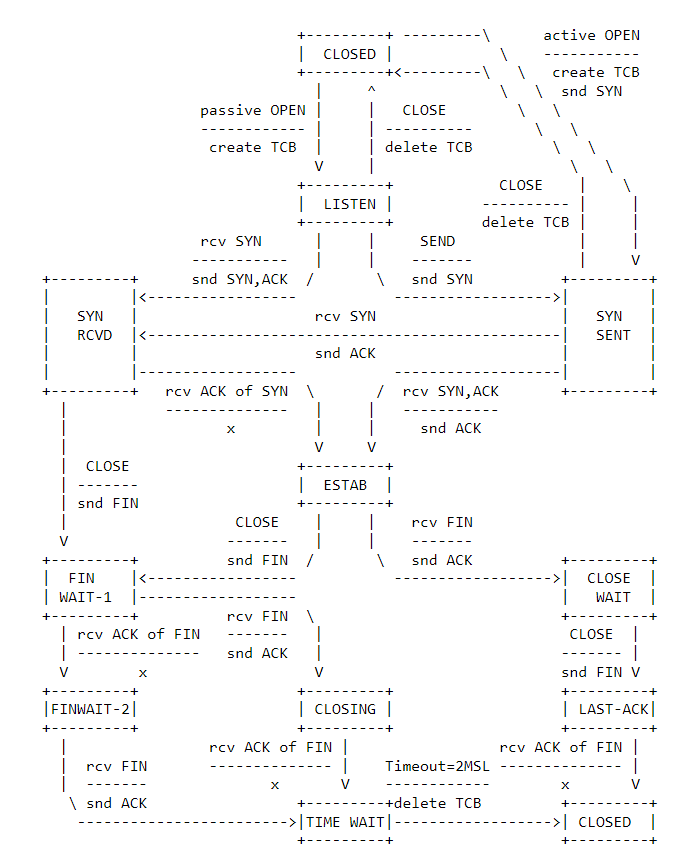 +---------+ ---------\      active OPEN
                              |  CLOSED |            \    -----------
                              +---------+<---------\   \   create TCB
                                |     ^              \   \  snd SYN
                   passive OPEN |     |   CLOSE        \   \
                   ------------ |     | ----------       \   \
                    create TCB  |     | delete TCB         \   \
                                V     |                      \   \
                              +---------+            CLOSE    |    \
                              |  LISTEN |          ---------- |     |
                              +---------+          delete TCB |     |
                   rcv SYN      |     |     SEND              |     |
                  -----------   |     |    -------            |     V
 +---------+      snd SYN,ACK  /       \   snd SYN          +---------+
 |         |<-----------------           ------------------>|         |
 |   SYN   |                    rcv SYN                     |   SYN   |
 |   RCVD  |<-----------------------------------------------|   SENT  |
 |         |                    snd ACK                     |         |
 |         |------------------           -------------------|         |
 +---------+   rcv ACK of SYN  \       /  rcv SYN,ACK       +---------+
   |           --------------   |     |   -----------
   |                  x         |     |     snd ACK
   |                            V     V
   |  CLOSE                   +---------+
   | -------                  |  ESTAB  |
   | snd FIN                  +---------+
   |                   CLOSE    |     |    rcv FIN
   V                  -------   |     |    -------
 +---------+          snd FIN  /       \   snd ACK          +---------+
 |  FIN    |<-----------------           ------------------>|  CLOSE  |
 | WAIT-1  |------------------                              |   WAIT  |
 +---------+          rcv FIN  \                            +---------+
   | rcv ACK of FIN   -------   |                            CLOSE  |
   | --------------   snd ACK   |                           ------- |
   V        x                   V                           snd FIN V
 +---------+                  +---------+                   +---------+
 |FINWAIT-2|                  | CLOSING |                   | LAST-ACK|
 +---------+                  +---------+                   +---------+
   |                rcv ACK of FIN |                 rcv ACK of FIN |
   |  rcv FIN       -------------- |    Timeout=2MSL -------------- |
   |  -------              x       V    ------------        x       V
    \ snd ACK                 +---------+delete TCB         +---------+
     ------------------------>|TIME WAIT|------------------>| CLOSED  |
                              +---------+                   +---------+